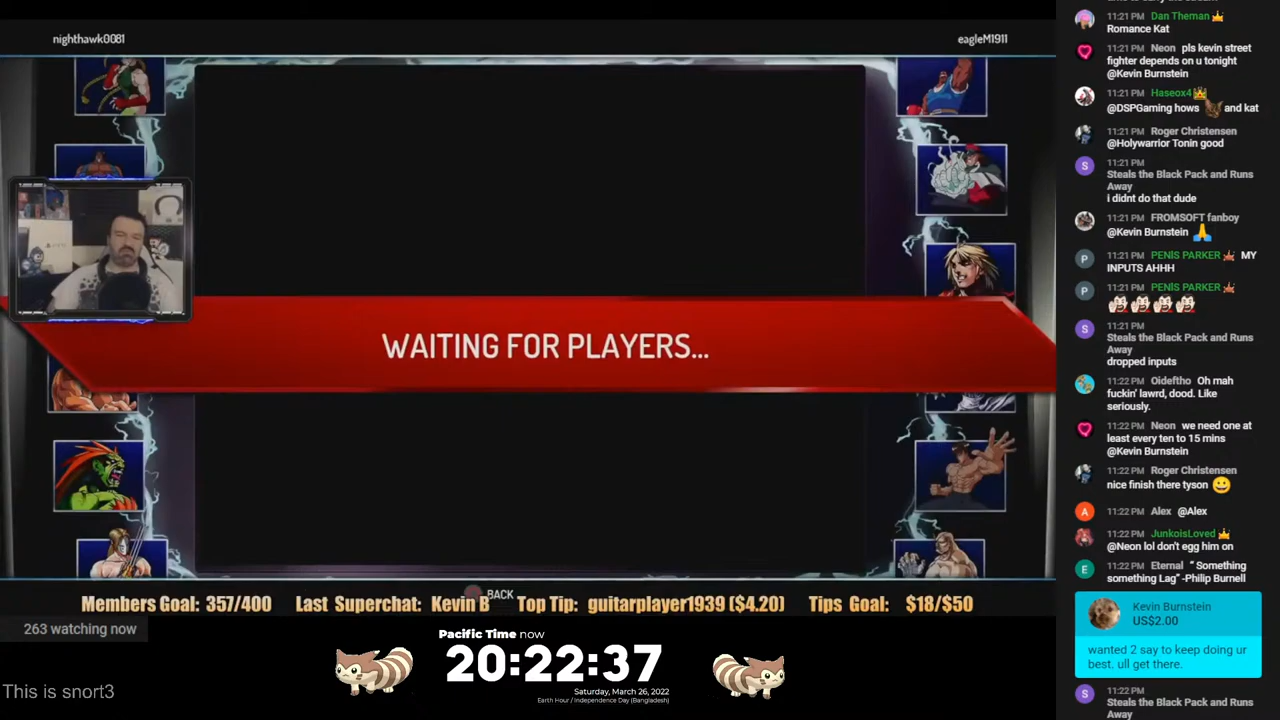 nighthawk0081
eagleM1911
WAITING FOR PLAYERS...
BACK
Members Goal: 357/400 Last Superchat: Kevin B Top Tip: guitarplayer1939 ($4.20) Tips Goal: $18/$50
263 watching now
Pacific Time now
20:22:37
Saturday, March 26, 2022
Earth Hour / Independence Day (Bangladesh)
This is snort3
11:21 PM Dan Theman
Romance Kat
11:21 PM Neon pls kevin street
fighter depends on u tonight
@Kevin Burnstein
11:21 PM Haseox4
@DSPGaming hows and kat
11:21 PM Roger Christensen
@Holywarrior Tonin good
11:21 PM
Steals the Black Pack and Runs
Away
i didnt do that dude
11:21 PM FROMSOFT fanboy
@Kevin Burnstein 🙏
11:21 PM PENIS PARKER MY
INPUTS AHHH
11:21 PM PENIS PARKER
11:21 PM
Steals the Black Pack and Runs
Away
dropped inputs
11:22 PM Oideftho Oh mah
fuckin' lawrd, dood. Like
seriously.
11:22 PM Neon we need one at
least every ten to 15 mins
@Kevin Burnstein
11:22 PM Roger Christensen
nice finish there tyson 😀
11:22 PM Alex @Alex
11:22 PM JunkoisLoved
@Neon lol don't egg him on
11:22 PM Eternal “ Something
something Lag” -Philip Burnell
Kevin Burnstein
US$2.00
wanted 2 say to keep doing ur
best. ull get there.
11:22 PM
Steals the Black Pack and Runs
Away